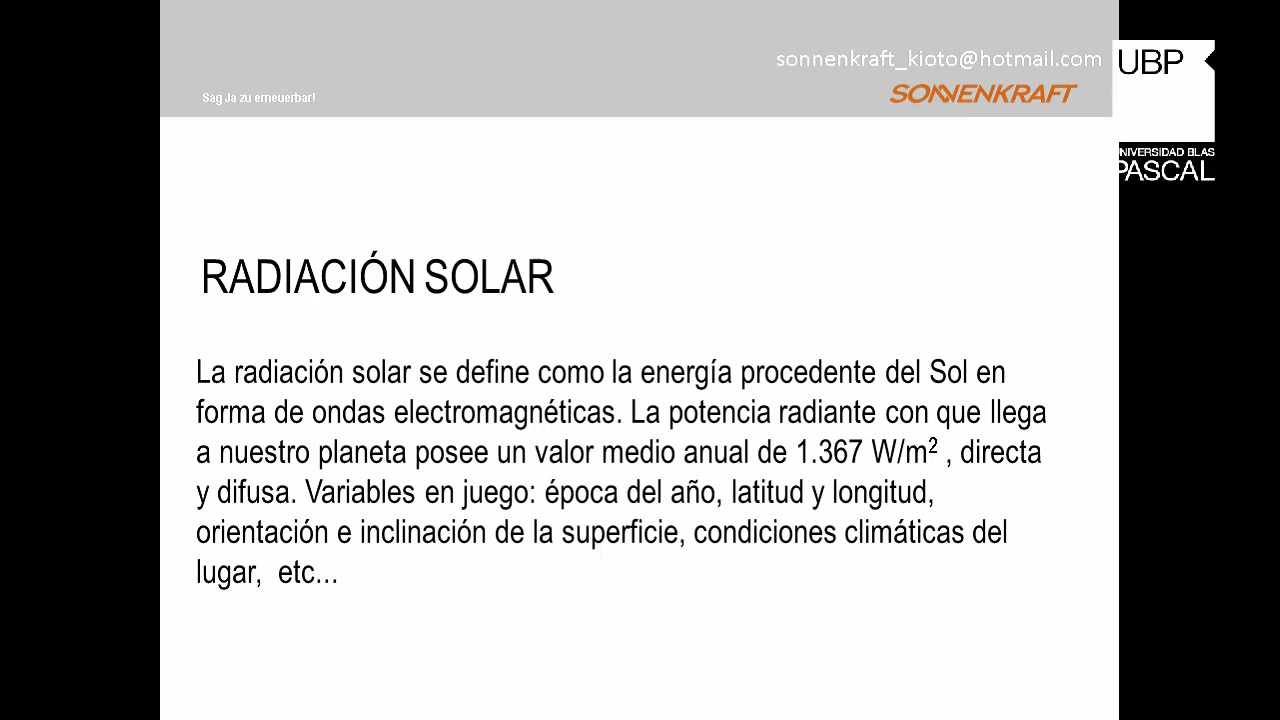 sonnenkraft_kioto@hotmail.com
UBP
Sag Ja zu erneuerbar!
SONNENKRAFT
UNIVERSIDAD BLAS
PASCAL
RADIACIÓN SOLAR
La radiación solar se define como la energía procedente del Sol en
forma de ondas electromagnéticas. La potencia radiante con que llega
a nuestro planeta posee un valor medio anual de 1.367 W/m² , directa
y difusa. Variables en juego: época del año, latitud y longitud,
orientación e inclinación de la superficie, condiciones climáticas del
lugar, etc...